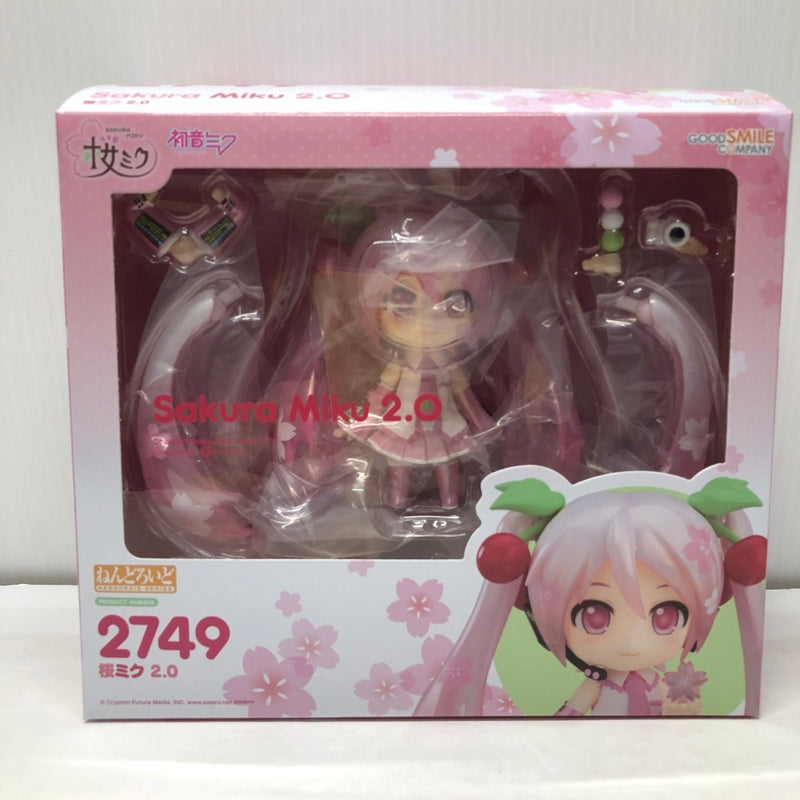 Sakura Miku 2.0
桜ミク 2.0
SAKURA MIKU
桜ミク
初音ミク
GOOD SMILE
COMPANY
Sakura Miku 2.0
ねんどろいど
NENDOROID SERIES
PRODUCT NUMBER
2749
桜ミク 2.0
© Crypton Future Media, INC. www.piapro.net